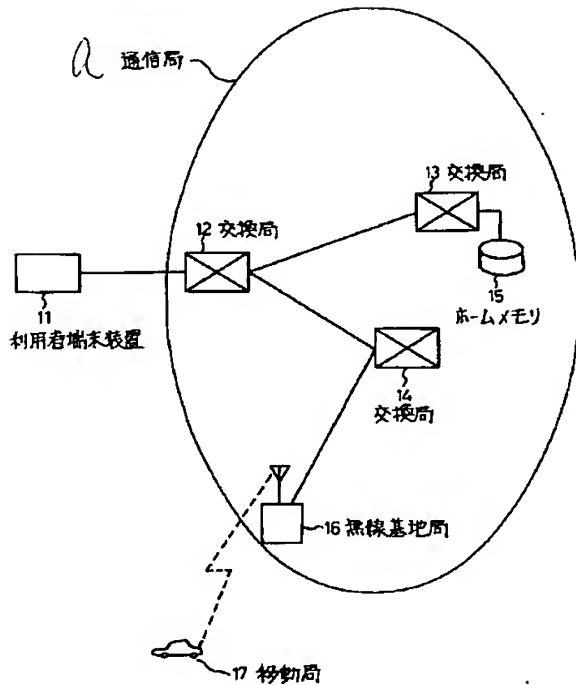 a 通信局
13 交換局
12 交換局
15
ホームメモリ
11
利用者端末装置
14
交換局
16 無線基地局
17 移動局